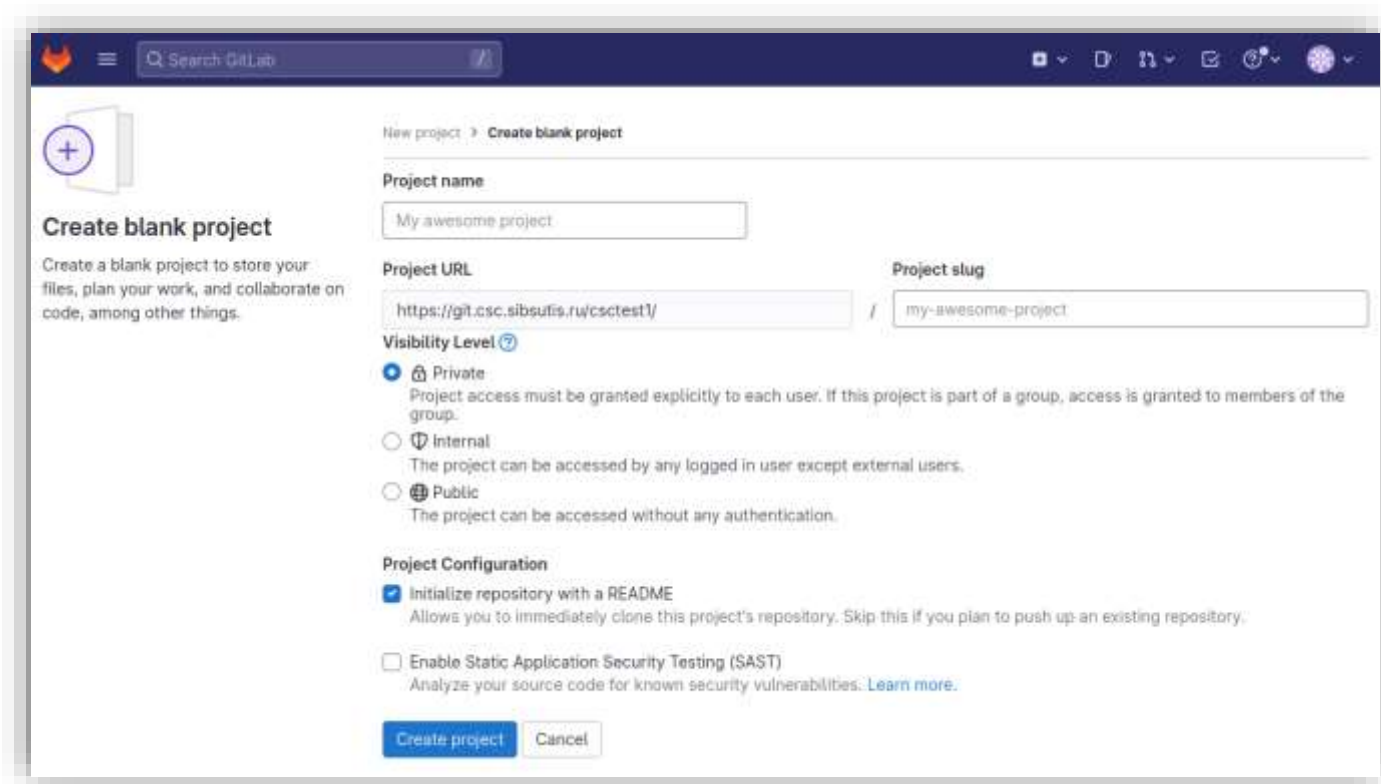 Search GitLab /
New project > Create blank project
Create blank project
Create a blank project to store your
files, plan your work, and collaborate on
code, among other things.
Project name
My awesome project
Project URL
Project slug
https://git.csc.sibsutis.ru/csctest1/
/
my-awesome-project
Visibility Level
Private
Project access must be granted explicitly to each user. If this project is part of a group, access is granted to members of the
group.
Internal
The project can be accessed by any logged in user except external users.
Public
The project can be accessed without any authentication.
Project Configuration
Initialize repository with a README
Allows you to immediately clone this project's repository. Skip this if you plan to push up an existing repository.
Enable Static Application Security Testing (SAST)
Analyze your source code for known security vulnerabilities. Learn more.
Create project
Cancel